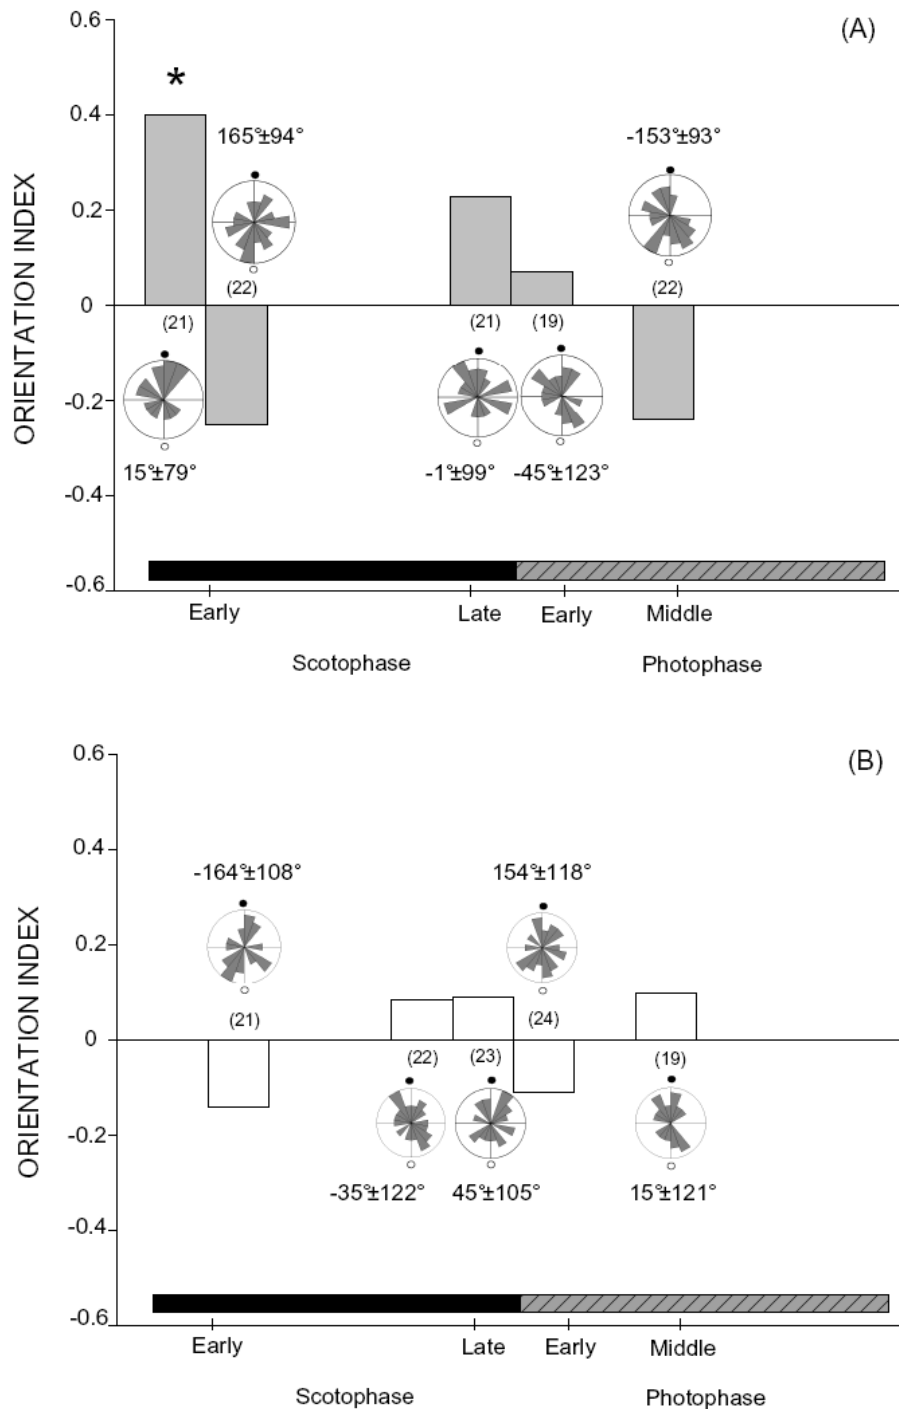 (A)
ORIENTATION INDEX
0.6
0.4
0.2
0
-0.2
-0.4
-0.6
*
165°±94°
-153°±93°
(22)
(22)
(21)
(21)
(19)
15°±79°
-1°±99°
-45°±123°
Early
Late
Early
Middle
Scotophase
Photophase
(B)
ORIENTATION INDEX
0.6
0.4
0.2
0
-0.2
-0.4
-0.6
-164°±108°
154°±118°
(21)
(24)
(22)
(23)
(19)
-35°±122°
45°±105°
15°±121°
Early
Late
Early
Middle
Scotophase
Photophase